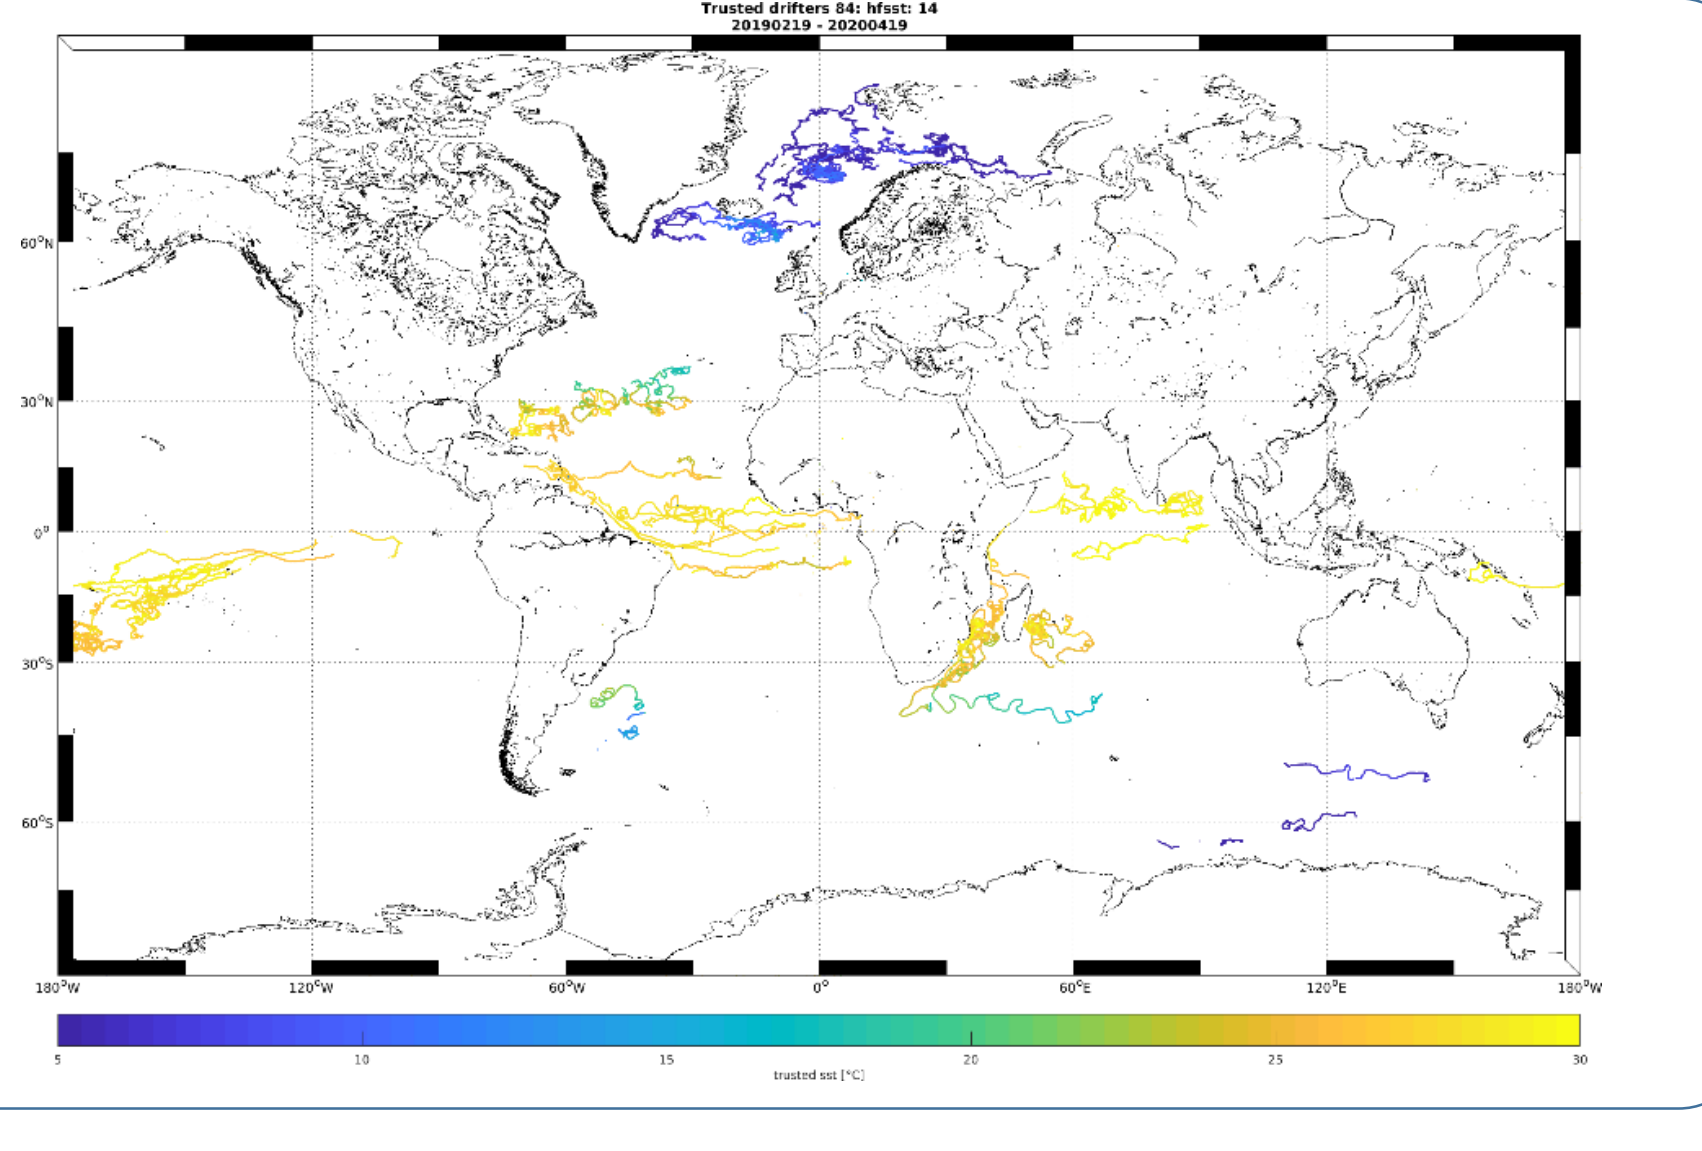 Trusted drifters 84: hfsst: 14
20190219 - 20200419
60°N
30°N
0°
30°S
60°S
180°W 120°W 60°W 0° 60°E 120°E 180°W
5 10 15 20 25 30
trusted sst [°C]